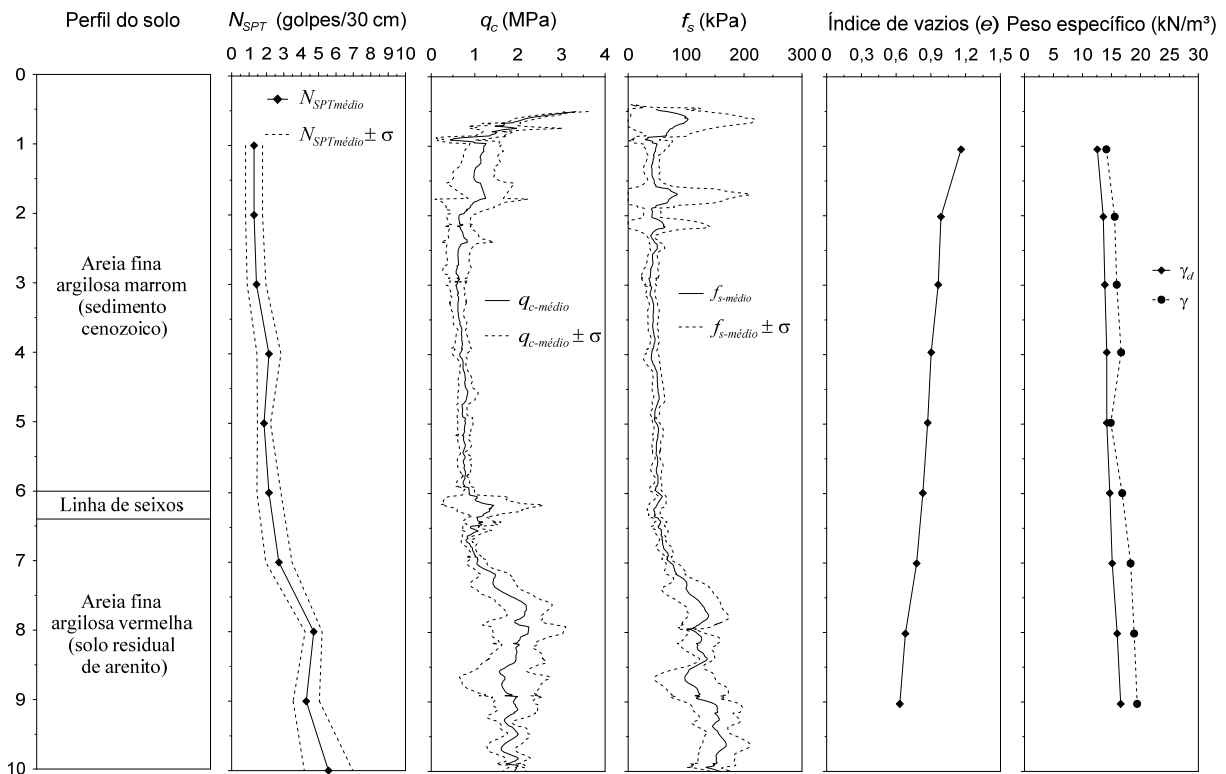 Perfil do solo
N_SPT (golpes/30 cm)
q_c (MPa)
f_s (kPa)
Índice de vazios (e)
Peso específico (kN/m³)
0 1 2 3 4 5 6 7 8 9 10
0 1 2 3 4
0 100 200 300
0 0,3 0,6 0,9 1,2 1,5
0 5 10 15 20 25 30
0
1
2
3
4
5
6
7
8
9
10
Areia fina
argilosa marrom
(sedimento
cenozoico)
Linha de seixos
Areia fina
argilosa vermelha
(solo residual
de arenito)
N_SPTmédio
N_SPTmédio ± σ
q_c-médio
q_c-médio ± σ
f_s-médio
f_s-médio ± σ
γ_d
γ